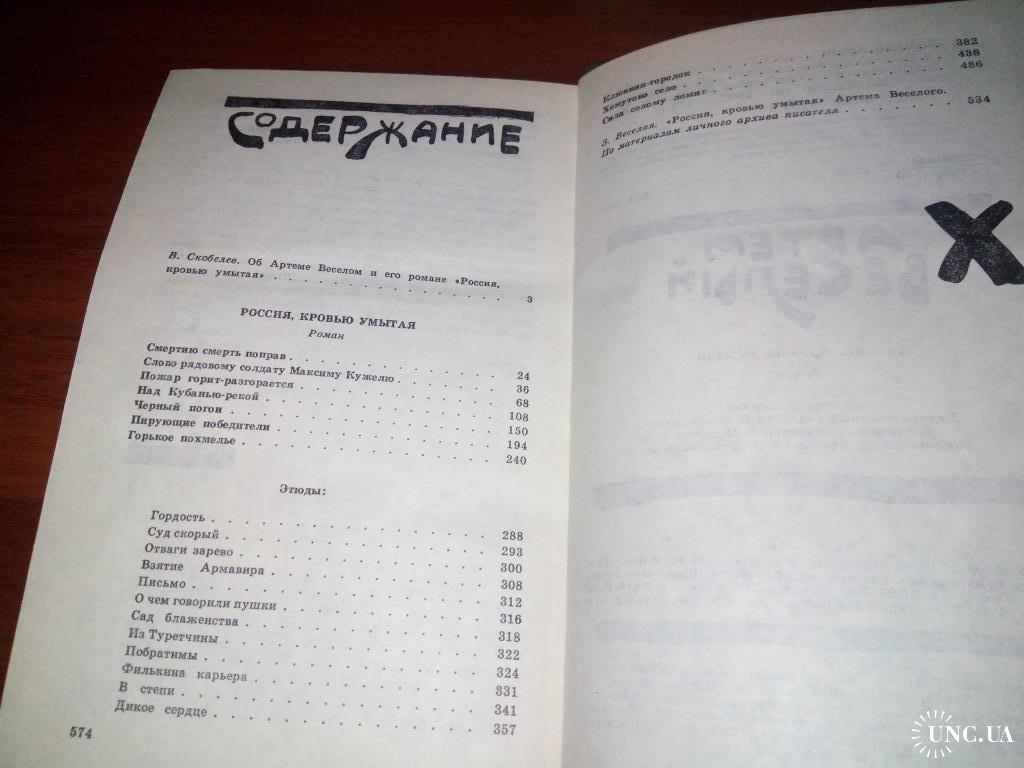 СОДЕРЖАНИЕ
В. Скобелев. Об Артеме Веселом и его романе «Россия,
кровью умытая» . . . . . . . . . . . . . . 3
РОССИЯ, КРОВЬЮ УМЫТАЯ
Роман
Смертию смерть поправ . . . . . . . . . . . . 24
Слово рядовому солдату Максиму Кужелю . . . . . . 36
Пожар горит-разгорается . . . . . . . . . . . . 68
Над Кубанью-рекой . . . . . . . . . . . . . . 108
Черный погон . . . . . . . . . . . . . . . . 150
Пирующие победители . . . . . . . . . . . . . 194
Горькое похмелье . . . . . . . . . . . . . . 240
Этюды:
Гордость . . . . . . . . . . . . . . . . 288
Суд скорый . . . . . . . . . . . . . . . 293
Отваги зарево . . . . . . . . . . . . . . 300
Взятие Армавира . . . . . . . . . . . . . 308
Письмо . . . . . . . . . . . . . . . . . 312
О чем говорили пушки . . . . . . . . . . . 316
Сад блаженства . . . . . . . . . . . . . . 318
Из Туретчины . . . . . . . . . . . . . . . 322
Побратимы . . . . . . . . . . . . . . . . 324
Филькина карьера . . . . . . . . . . . . . 331
В степи . . . . . . . . . . . . . . . . . 341
Дикое сердце . . . . . . . . . . . . . . . 357
574
Клюквин-городок . . . . . . . . . . . . . 382
Хомутово село . . . . . . . . . . . . . . 438
Сила солому ломит . . . . . . . . . . . . 486
З. Веселая. «Россия, кровью умытая» Артема Веселого.
По материалам личного архива писателя . . . . . . 534
Х
АРТЕМ
ВЕСЕЛЫЙ
UNC.UA